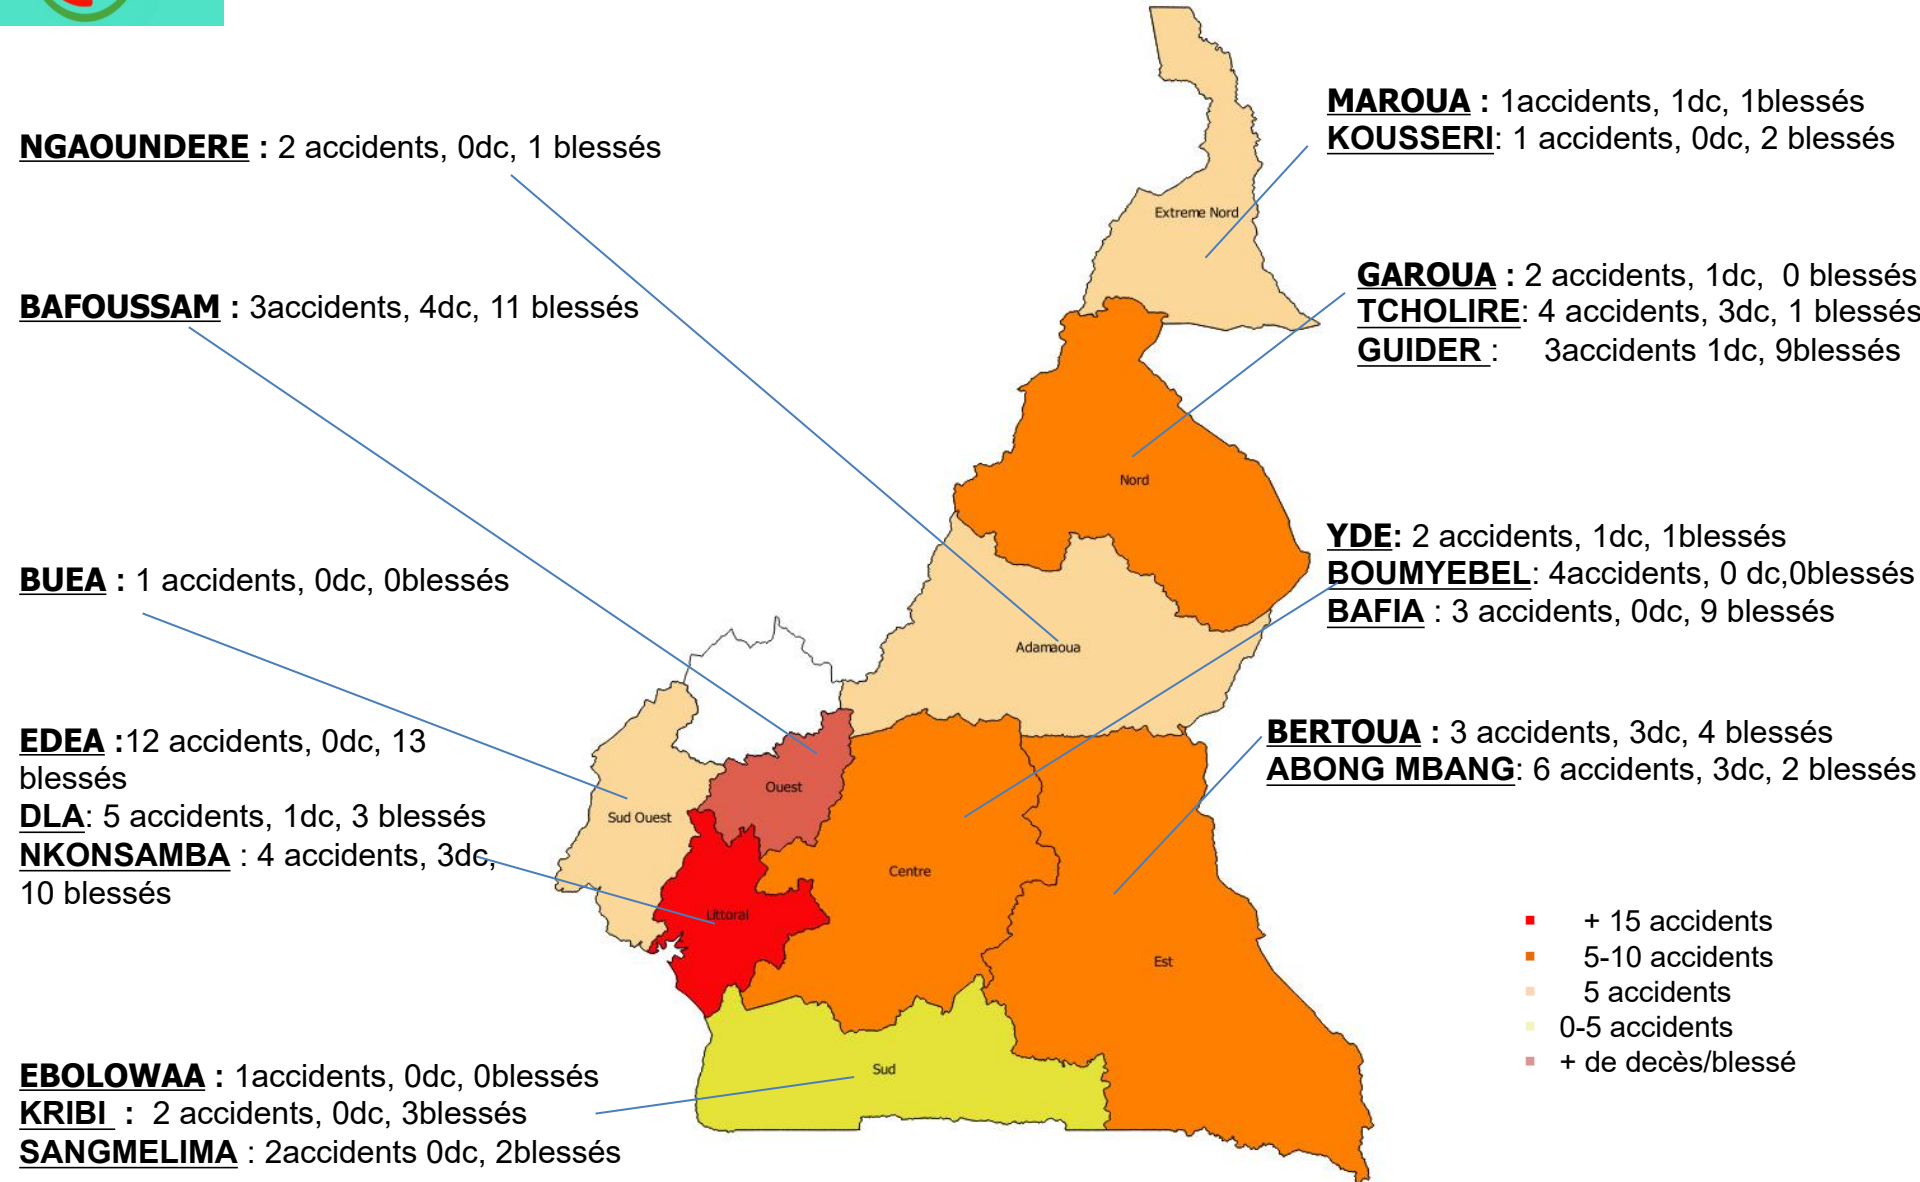 NGAOUNDERE : 2 accidents, 0dc, 1 blessés
BAFOUSSAM : 3accidents, 4dc, 11 blessés
BUEA : 1 accidents, 0dc, 0blessés
EDEA :12 accidents, 0dc, 13
blessés
DLA: 5 accidents, 1dc, 3 blessés
NKONSAMBA : 4 accidents, 3dc,
10 blessés
EBOLOWAA : 1accidents, 0dc, 0blessés
KRIBI : 2 accidents, 0dc, 3blessés
SANGMELIMA : 2accidents 0dc, 2blessés
MAROUA : 1accidents, 1dc, 1blessés
KOUSSERI: 1 accidents, 0dc, 2 blessés
GAROUA : 2 accidents, 1dc, 0 blessés
TCHOLIRE: 4 accidents, 3dc, 1 blessés
GUIDER : 3accidents 1dc, 9blessés
YDE: 2 accidents, 1dc, 1blessés
BOUMYEBEL: 4accidents, 0 dc,0blessés
BAFIA : 3 accidents, 0dc, 9 blessés
BERTOUA : 3 accidents, 3dc, 4 blessés
ABONG MBANG: 6 accidents, 3dc, 2 blessés
Extreme Nord
Nord
Adamaoua
Ouest
Sud Ouest
Centre
Littoral
Est
Sud
+ 15 accidents
5-10 accidents
5 accidents
0-5 accidents
+ de decès/blessé